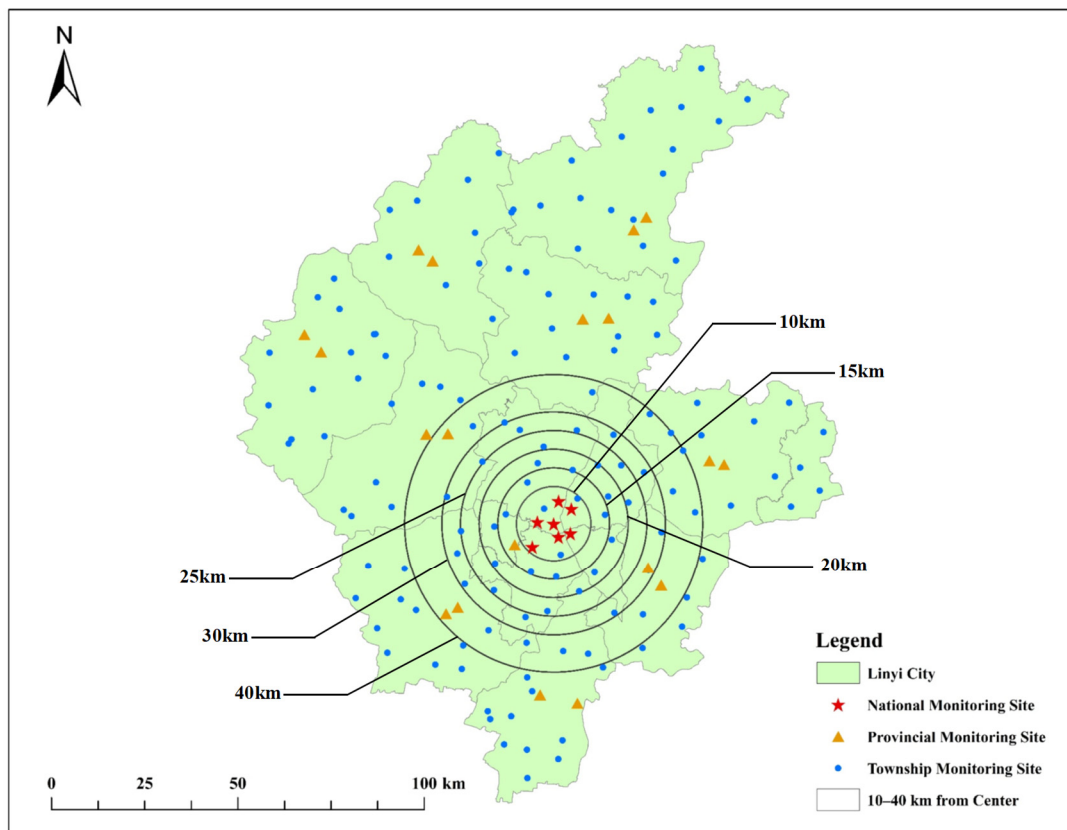 N
10km
15km
25km
20km
30km
40km
Legend
Linyi City
National Monitoring Site
Provincial Monitoring Site
Township Monitoring Site
10–40 km from Center
0 25 50 100 km